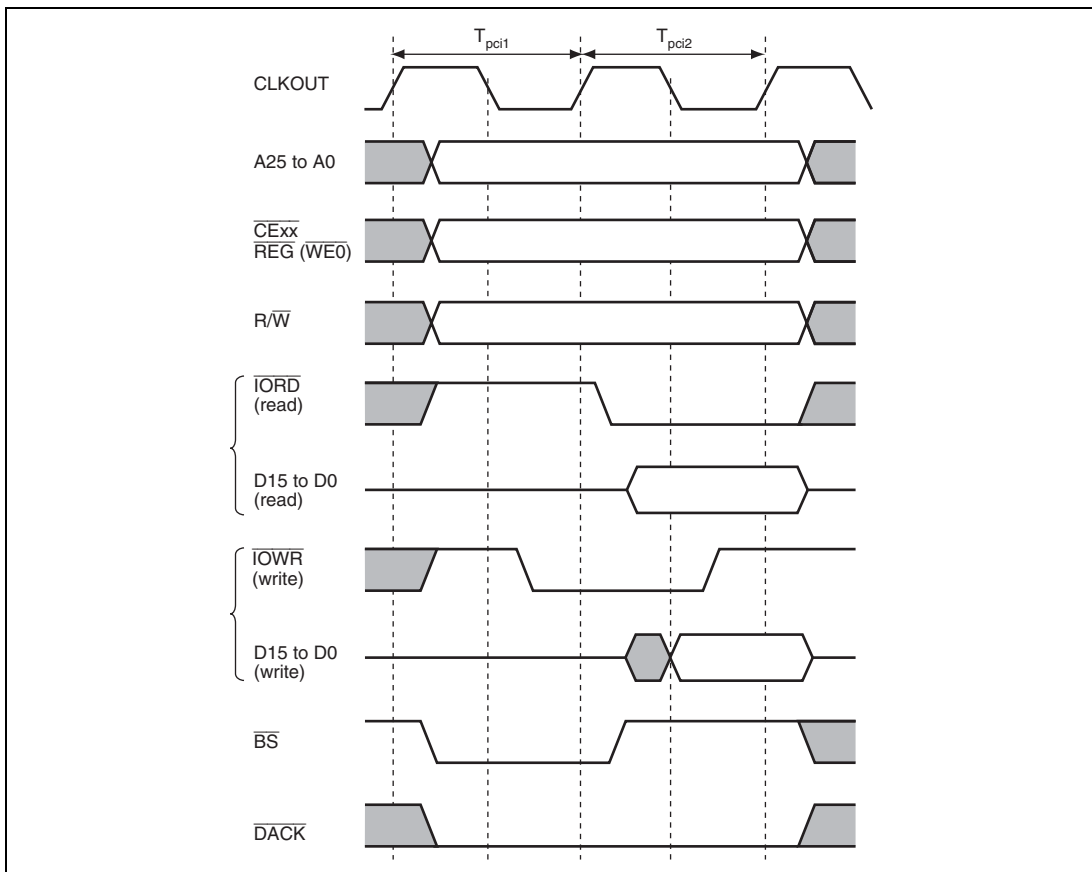 Tpci1 Tpci2
CLKOUT
A25 to A0
CExx
REG (WE0)
R/W
IORD
(read)
D15 to D0
(read)
IOWR
(write)
D15 to D0
(write)
BS
DACK